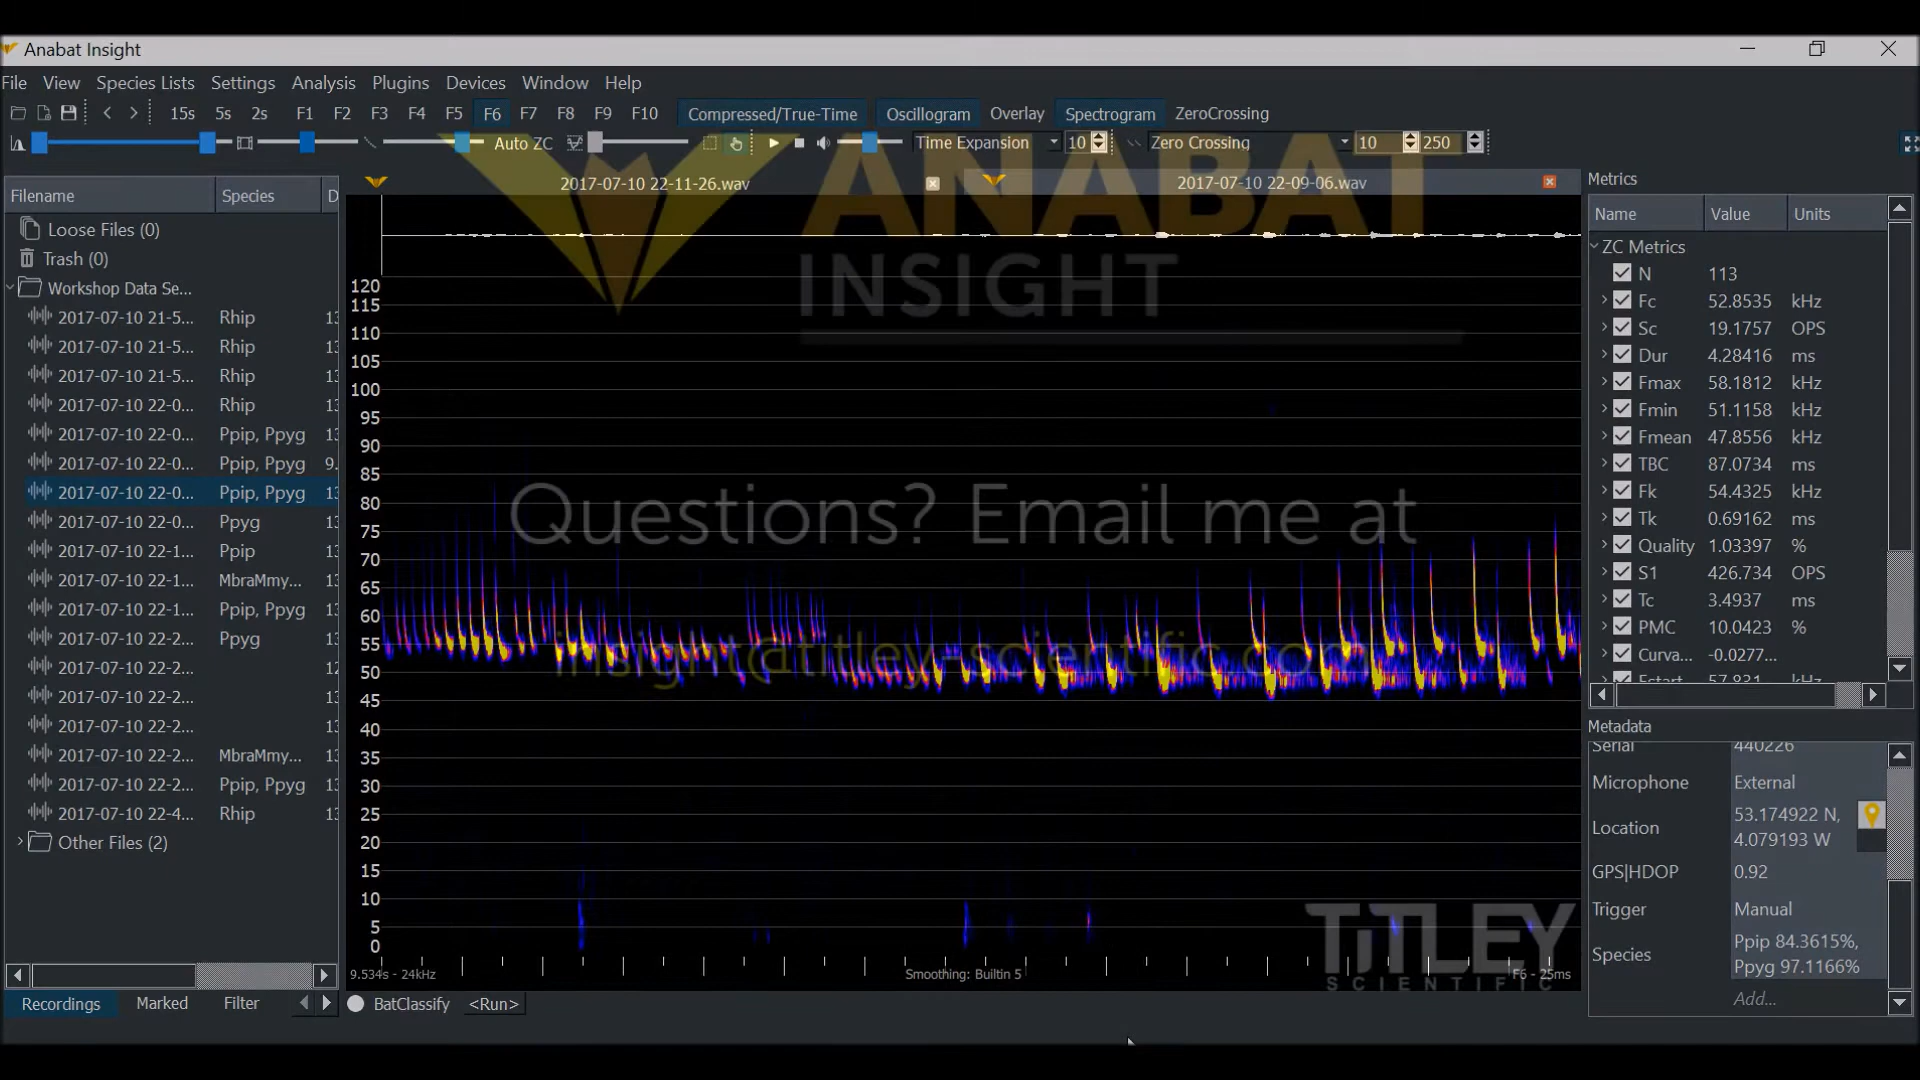 Anabat Insight
File View Species Lists Settings Analysis Plugins Devices Window Help
15s 5s 2s F1 F2 F3 F4 F5 F6 F7 F8 F9 F10 Compressed/True-Time Oscillogram Overlay Spectrogram ZeroCrossing
Auto ZC Time Expansion 10 Zero Crossing 10 250
Filename Species D
Loose Files (0)
Trash (0)
Workshop Data Se...
2017-07-10 21-5... Rhip
2017-07-10 21-5... Rhip
2017-07-10 21-5... Rhip
2017-07-10 22-0... Rhip
2017-07-10 22-0... Ppip, Ppyg
2017-07-10 22-0... Ppip, Ppyg 9.
2017-07-10 22-0... Ppip, Ppyg
2017-07-10 22-0... Ppyg
2017-07-10 22-1... Ppip
2017-07-10 22-1... MbraMmy...
2017-07-10 22-1... Ppip, Ppyg
2017-07-10 22-2... Ppyg
2017-07-10 22-2... 12
2017-07-10 22-2...
2017-07-10 22-2...
2017-07-10 22-2... MbraMmy...
2017-07-10 22-2... Ppip, Ppyg
2017-07-10 22-4... Rhip
Other Files (2)
Recordings Marked Filter
2017-07-10 22-11-26.wav 2017-07-10 22-09-06.wav
ANABAT
INSIGHT
120
115
110
105
100
95
90
85
80
75
70
65
60
55
50
45
40
35
30
25
20
15
10
5
0
Questions? Email me at
insight@titley-scientific.com
TITLEY
SCIENTIFIC
9.534s - 24kHz Smoothing: Builtin 5 F6 - 25ms
BatClassify <Run>
Metrics
Name Value Units
ZC Metrics
N 113
Fc 52.8535 kHz
Sc 19.1757 OPS
Dur 4.28416 ms
Fmax 58.1812 kHz
Fmin 51.1158 kHz
Fmean 47.8556 kHz
TBC 87.0734 ms
Fk 54.4325 kHz
Tk 0.69162 ms
Quality 1.03397 %
S1 426.734 OPS
Tc 3.4937 ms
PMC 10.0423 %
Curva... -0.0277...
Fstart 57.831 kHz
Metadata
Serial 440226
Microphone External
Location 53.174922 N,
4.079193 W
GPS|HDOP 0.92
Trigger Manual
Species Ppip 84.3615%,
Ppyg 97.1166%
Add...